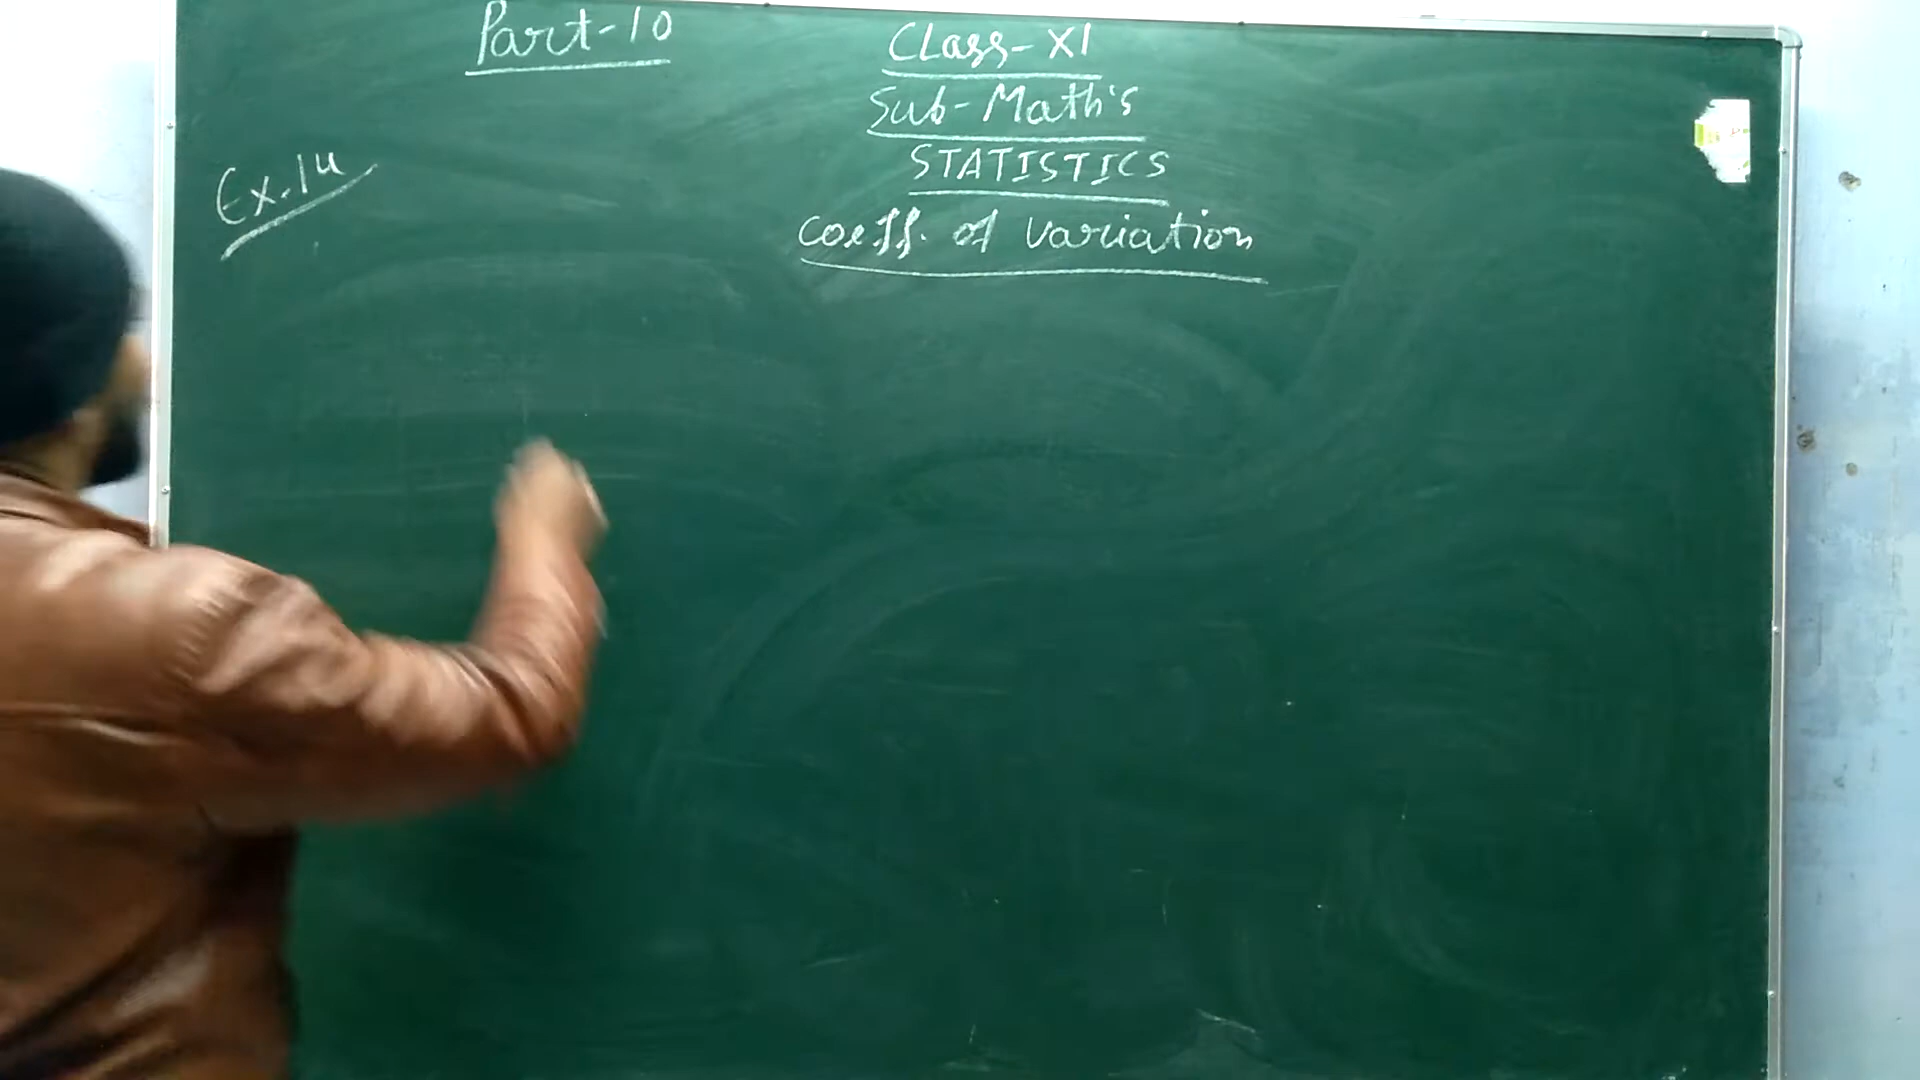 Part-10
Class-XI
Sub-Math's
STATISTICS
Coeff. of Variation
Ex.14